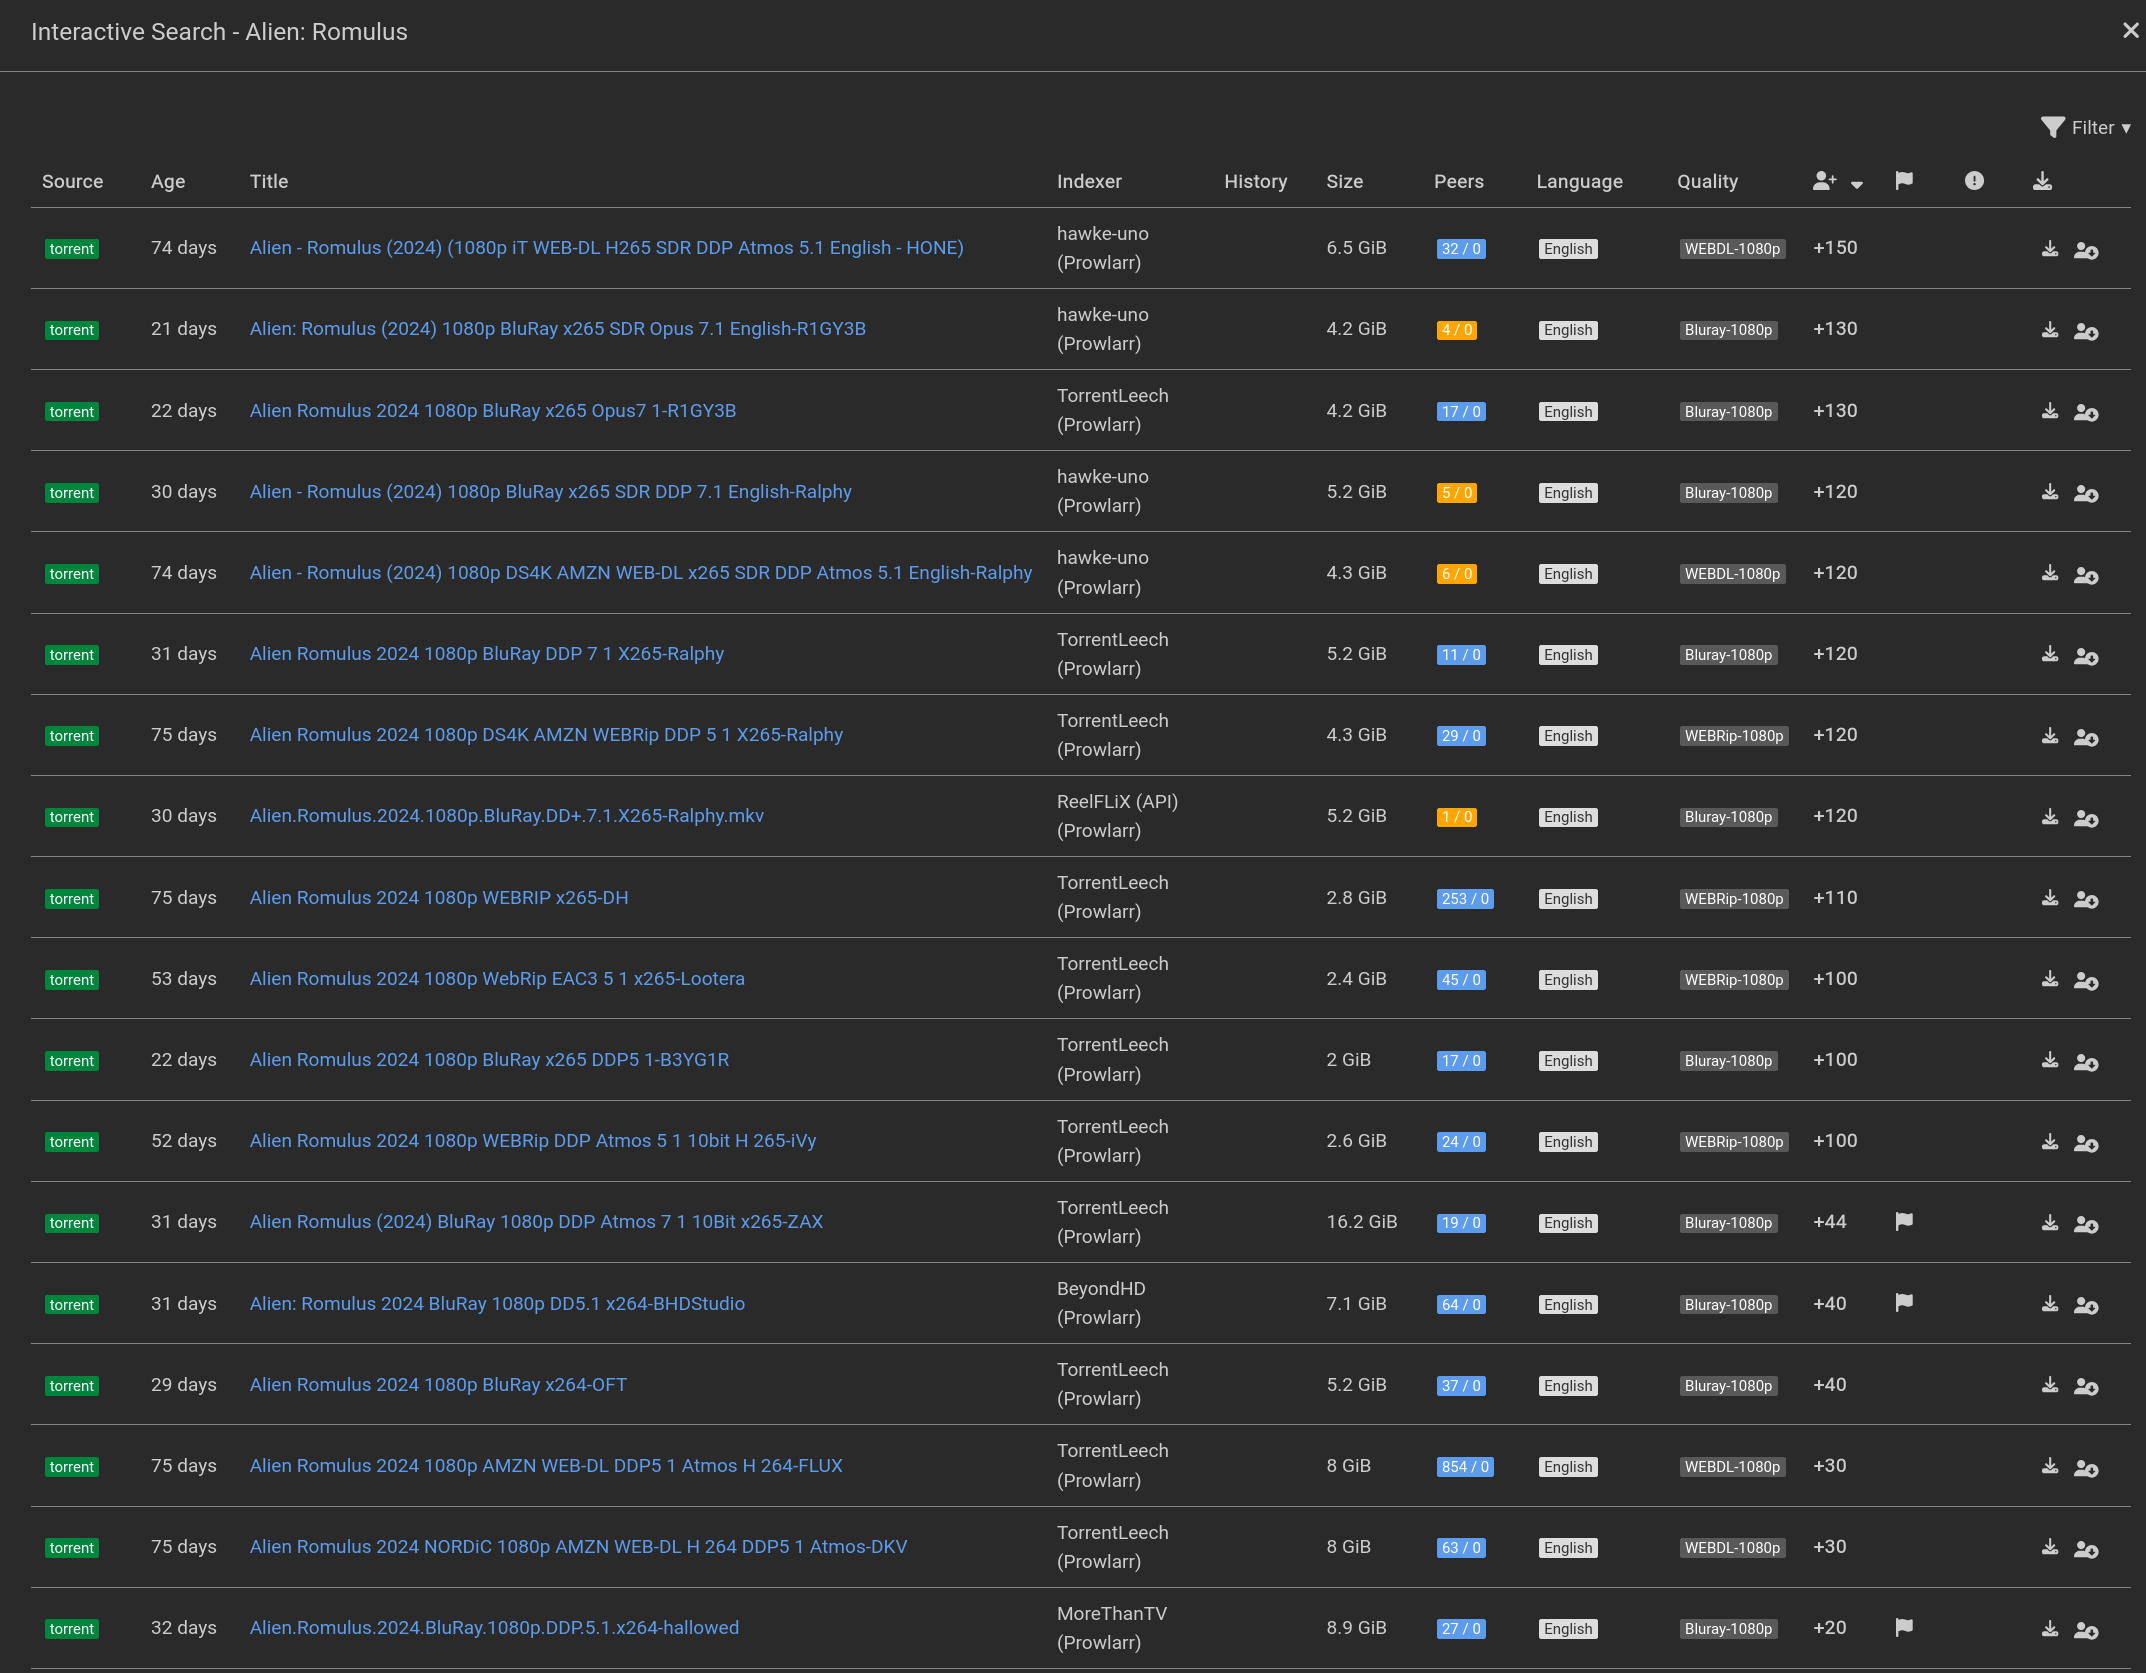 Interactive Search - Alien: Romulus
Filter
Source Age Title Indexer History Size Peers Language Quality
torrent 74 days Alien - Romulus (2024) (1080p iT WEB-DL H265 SDR DDP Atmos 5.1 English - HONE) hawke-uno (Prowlarr) 6.5 GiB 32 / 0 English WEBDL-1080p +150
torrent 21 days Alien: Romulus (2024) 1080p BluRay x265 SDR Opus 7.1 English-R1GY3B hawke-uno (Prowlarr) 4.2 GiB 4 / 0 English Bluray-1080p +130
torrent 22 days Alien Romulus 2024 1080p BluRay x265 Opus7 1-R1GY3B TorrentLeech (Prowlarr) 4.2 GiB 17 / 0 English Bluray-1080p +130
torrent 30 days Alien - Romulus (2024) 1080p BluRay x265 SDR DDP 7.1 English-Ralphy hawke-uno (Prowlarr) 5.2 GiB 5 / 0 English Bluray-1080p +120
torrent 74 days Alien - Romulus (2024) 1080p DS4K AMZN WEB-DL x265 SDR DDP Atmos 5.1 English-Ralphy hawke-uno (Prowlarr) 4.3 GiB 6 / 0 English WEBDL-1080p +120
torrent 31 days Alien Romulus 2024 1080p BluRay DDP 7 1 X265-Ralphy TorrentLeech (Prowlarr) 5.2 GiB 11 / 0 English Bluray-1080p +120
torrent 75 days Alien Romulus 2024 1080p DS4K AMZN WEBRip DDP 5 1 X265-Ralphy TorrentLeech (Prowlarr) 4.3 GiB 29 / 0 English WEBRip-1080p +120
torrent 30 days Alien.Romulus.2024.1080p.BluRay.DD+.7.1.X265-Ralphy.mkv ReelFLiX (API) (Prowlarr) 5.2 GiB 1 / 0 English Bluray-1080p +120
torrent 75 days Alien Romulus 2024 1080p WEBRIP x265-DH TorrentLeech (Prowlarr) 2.8 GiB 253 / 0 English WEBRip-1080p +110
torrent 53 days Alien Romulus 2024 1080p WebRip EAC3 5 1 x265-Lootera TorrentLeech (Prowlarr) 2.4 GiB 45 / 0 English WEBRip-1080p +100
torrent 22 days Alien Romulus 2024 1080p BluRay x265 DDP5 1-B3YG1R TorrentLeech (Prowlarr) 2 GiB 17 / 0 English Bluray-1080p +100
torrent 52 days Alien Romulus 2024 1080p WEBRip DDP Atmos 5 1 10bit H 265-iVy TorrentLeech (Prowlarr) 2.6 GiB 24 / 0 English WEBRip-1080p +100
torrent 31 days Alien Romulus (2024) BluRay 1080p DDP Atmos 7 1 10Bit x265-ZAX TorrentLeech (Prowlarr) 16.2 GiB 19 / 0 English Bluray-1080p +44
torrent 31 days Alien: Romulus 2024 BluRay 1080p DD5.1 x264-BHDStudio BeyondHD (Prowlarr) 7.1 GiB 64 / 0 English Bluray-1080p +40
torrent 29 days Alien Romulus 2024 1080p BluRay x264-OFT TorrentLeech (Prowlarr) 5.2 GiB 37 / 0 English Bluray-1080p +40
torrent 75 days Alien Romulus 2024 1080p AMZN WEB-DL DDP5 1 Atmos H 264-FLUX TorrentLeech (Prowlarr) 8 GiB 854 / 0 English WEBDL-1080p +30
torrent 75 days Alien Romulus 2024 NORDiC 1080p AMZN WEB-DL H 264 DDP5 1 Atmos-DKV TorrentLeech (Prowlarr) 8 GiB 63 / 0 English WEBDL-1080p +30
torrent 32 days Alien.Romulus.2024.BluRay.1080p.DDP.5.1.x264-hallowed MoreThanTV (Prowlarr) 8.9 GiB 27 / 0 English Bluray-1080p +20